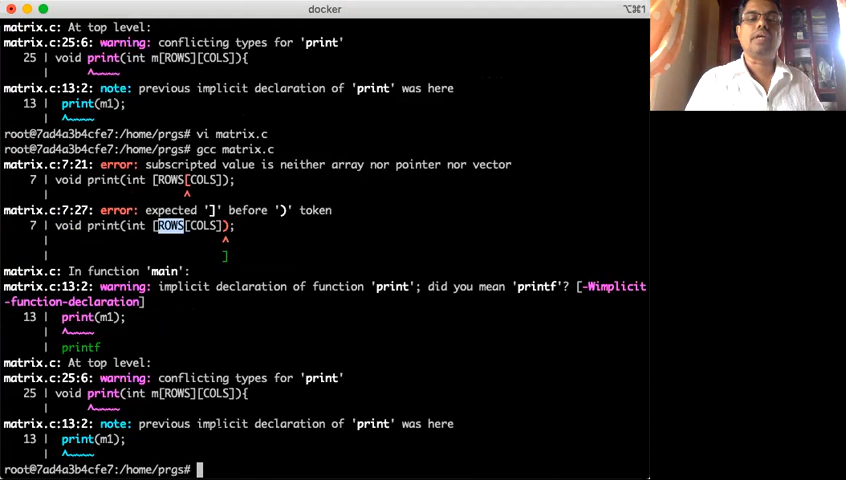 docker
⌥⌘1
matrix.c: At top level:
matrix.c:25:6: warning: conflicting types for 'print'
25 | void print(int m[ROWS][COLS]){
| ^~~~~
matrix.c:13:2: note: previous implicit declaration of 'print' was here
13 | print(m1);
| ^~~~~
root@7ad4a3b4cfe7:/home/prgs# vi matrix.c
root@7ad4a3b4cfe7:/home/prgs# gcc matrix.c
matrix.c:7:21: error: subscripted value is neither array nor pointer nor vector
7 | void print(int [ROWS[COLS]);
| ^
matrix.c:7:27: error: expected ']' before ')' token
7 | void print(int [ROWS[COLS]);
| ^
| ]
matrix.c: In function 'main':
matrix.c:13:2: warning: implicit declaration of function 'print'; did you mean 'printf'? [-Wimplicit
-function-declaration]
13 | print(m1);
| ^~~~~
| printf
matrix.c: At top level:
matrix.c:25:6: warning: conflicting types for 'print'
25 | void print(int m[ROWS][COLS]){
| ^~~~~
matrix.c:13:2: note: previous implicit declaration of 'print' was here
13 | print(m1);
| ^~~~~
root@7ad4a3b4cfe7:/home/prgs#